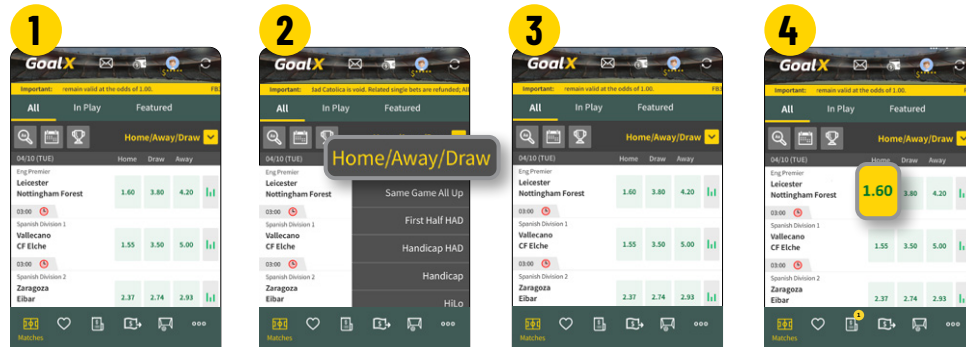 1
GoalX
$*****
Important: remain valid at the odds of 1.00. FB
All In Play Featured
Home/Away/Draw
04/10 (TUE) Home Draw Away
Eng Premier
Leicester
Nottingham Forest
1.60 3.80 4.20
03:00
Spanish Division 1
Vallecano
CF Elche
1.55 3.50 5.00
03:00
Spanish Division 2
Zaragoza
Eibar
2.37 2.74 2.93
Matches
2
GoalX
$*****
Important: dad Catolica is void. Related single bets are refunded; All
All In Play Featured
Home/Away/Draw
04/10 (TUE)
Eng Premier
Leicester
Nottingham Forest
03:00
Spanish Division 1
Vallecano
CF Elche
03:00
Spanish Division 2
Zaragoza
Eibar
Same Game All Up
First Half HAD
Handicap HAD
Handicap
HiLo
Matches
3
GoalX
$*****
Important: remain valid at the odds of 1.00. FB
All In Play Featured
Home/Away/Draw
04/10 (TUE) Home Draw Away
Eng Premier
Leicester
Nottingham Forest
1.60 3.80 4.20
03:00
Spanish Division 1
Vallecano
CF Elche
1.55 3.50 5.00
03:00
Spanish Division 2
Zaragoza
Eibar
2.37 2.74 2.93
Matches
4
GoalX
$*****
Important: remain valid at the odds of 1.00.
All In Play Featured
Home/Away/Draw
04/10 (TUE) Home Draw Away
Eng Premier
Leicester
Nottingham Forest
1.60 3.80 4.20
03:00
Spanish Division 1
Vallecano
CF Elche
1.55 3.50 5.00
03:00
Spanish Division 2
Zaragoza
Eibar
2.37 2.74 2.93
1
Matches